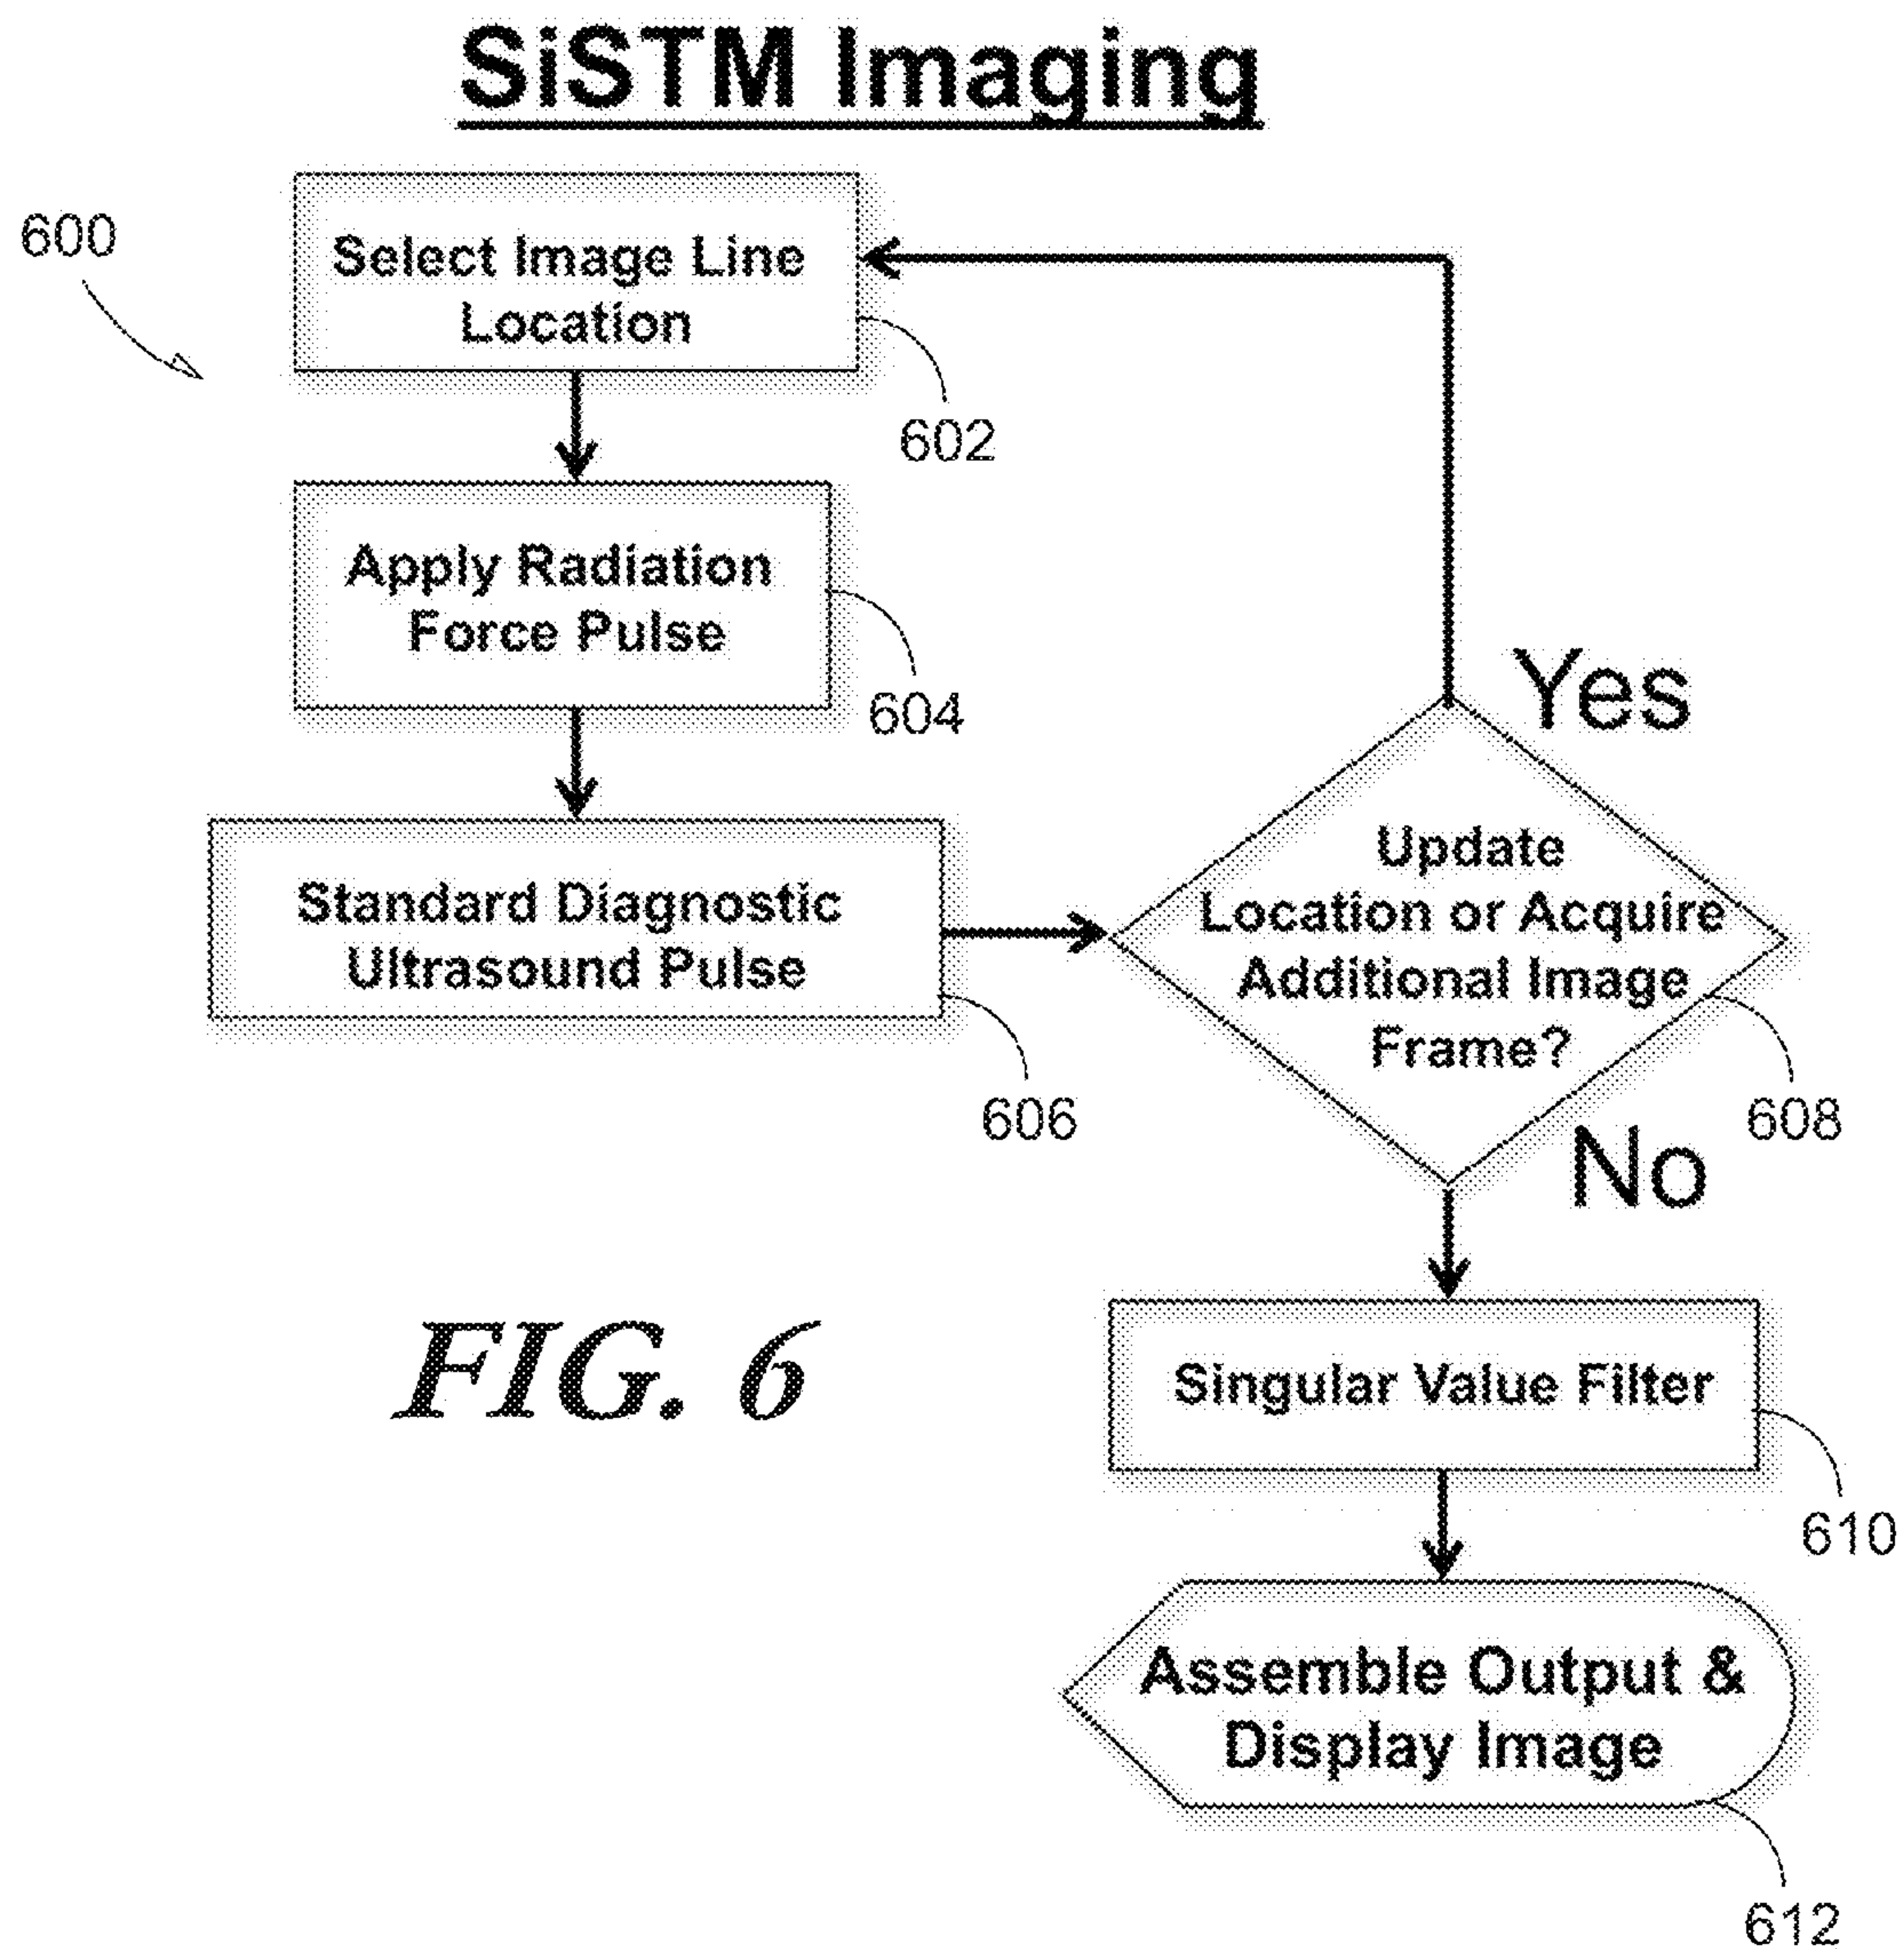 SiSTM Imaging
600
Select Image Line
Location
602
Apply Radiation
Force Pulse
604
Standard Diagnostic
Ultrasound Pulse
606
Yes
Update
Location or Acquire
Additional Image
Frame?
608
No
Singular Value Filter
610
Assemble Output &
Display Image
612
FIG. 6